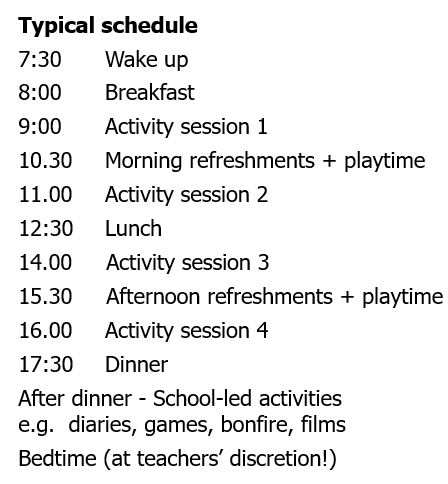 Typical schedule
7:30 Wake up
8:00 Breakfast
9:00 Activity session 1
10.30 Morning refreshments + playtime
11.00 Activity session 2
12:30 Lunch
14.00 Activity session 3
15.30 Afternoon refreshments + playtime
16.00 Activity session 4
17:30 Dinner
After dinner - School-led activities
e.g. diaries, games, bonfire, films
Bedtime (at teachers’ discretion!)